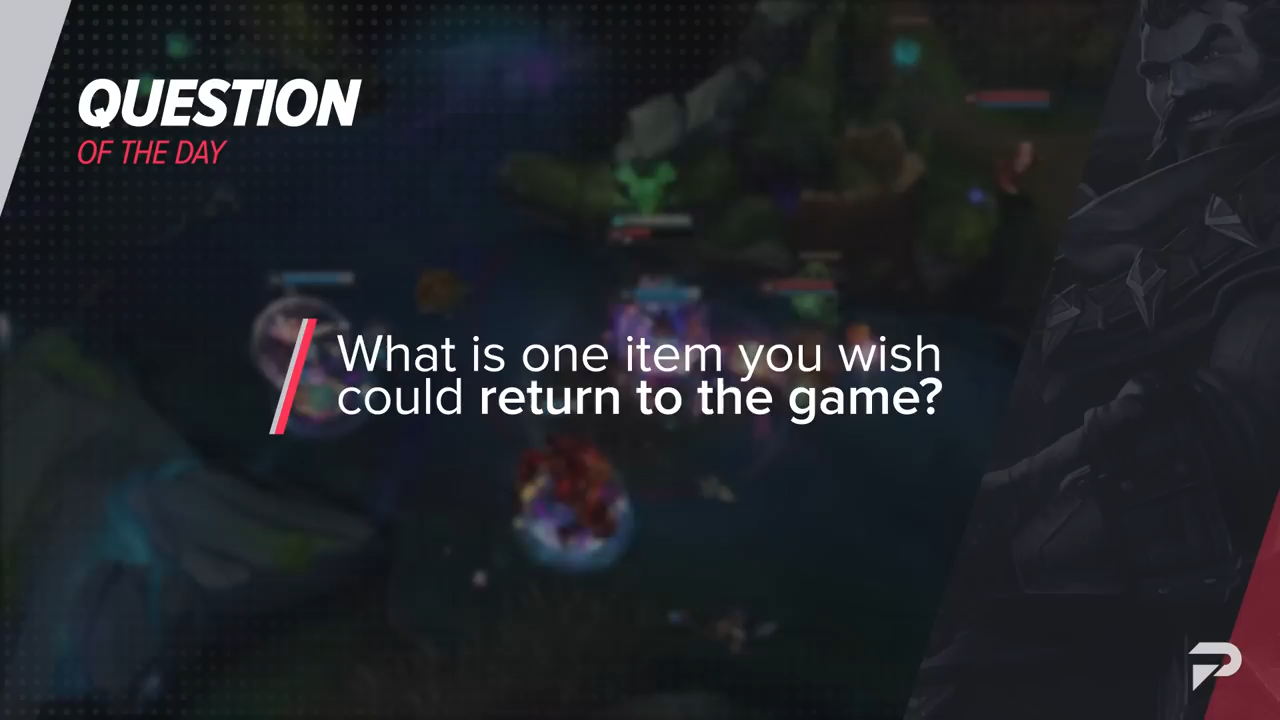 QUESTION
OF THE DAY
What is one item you wish
could return to the game?